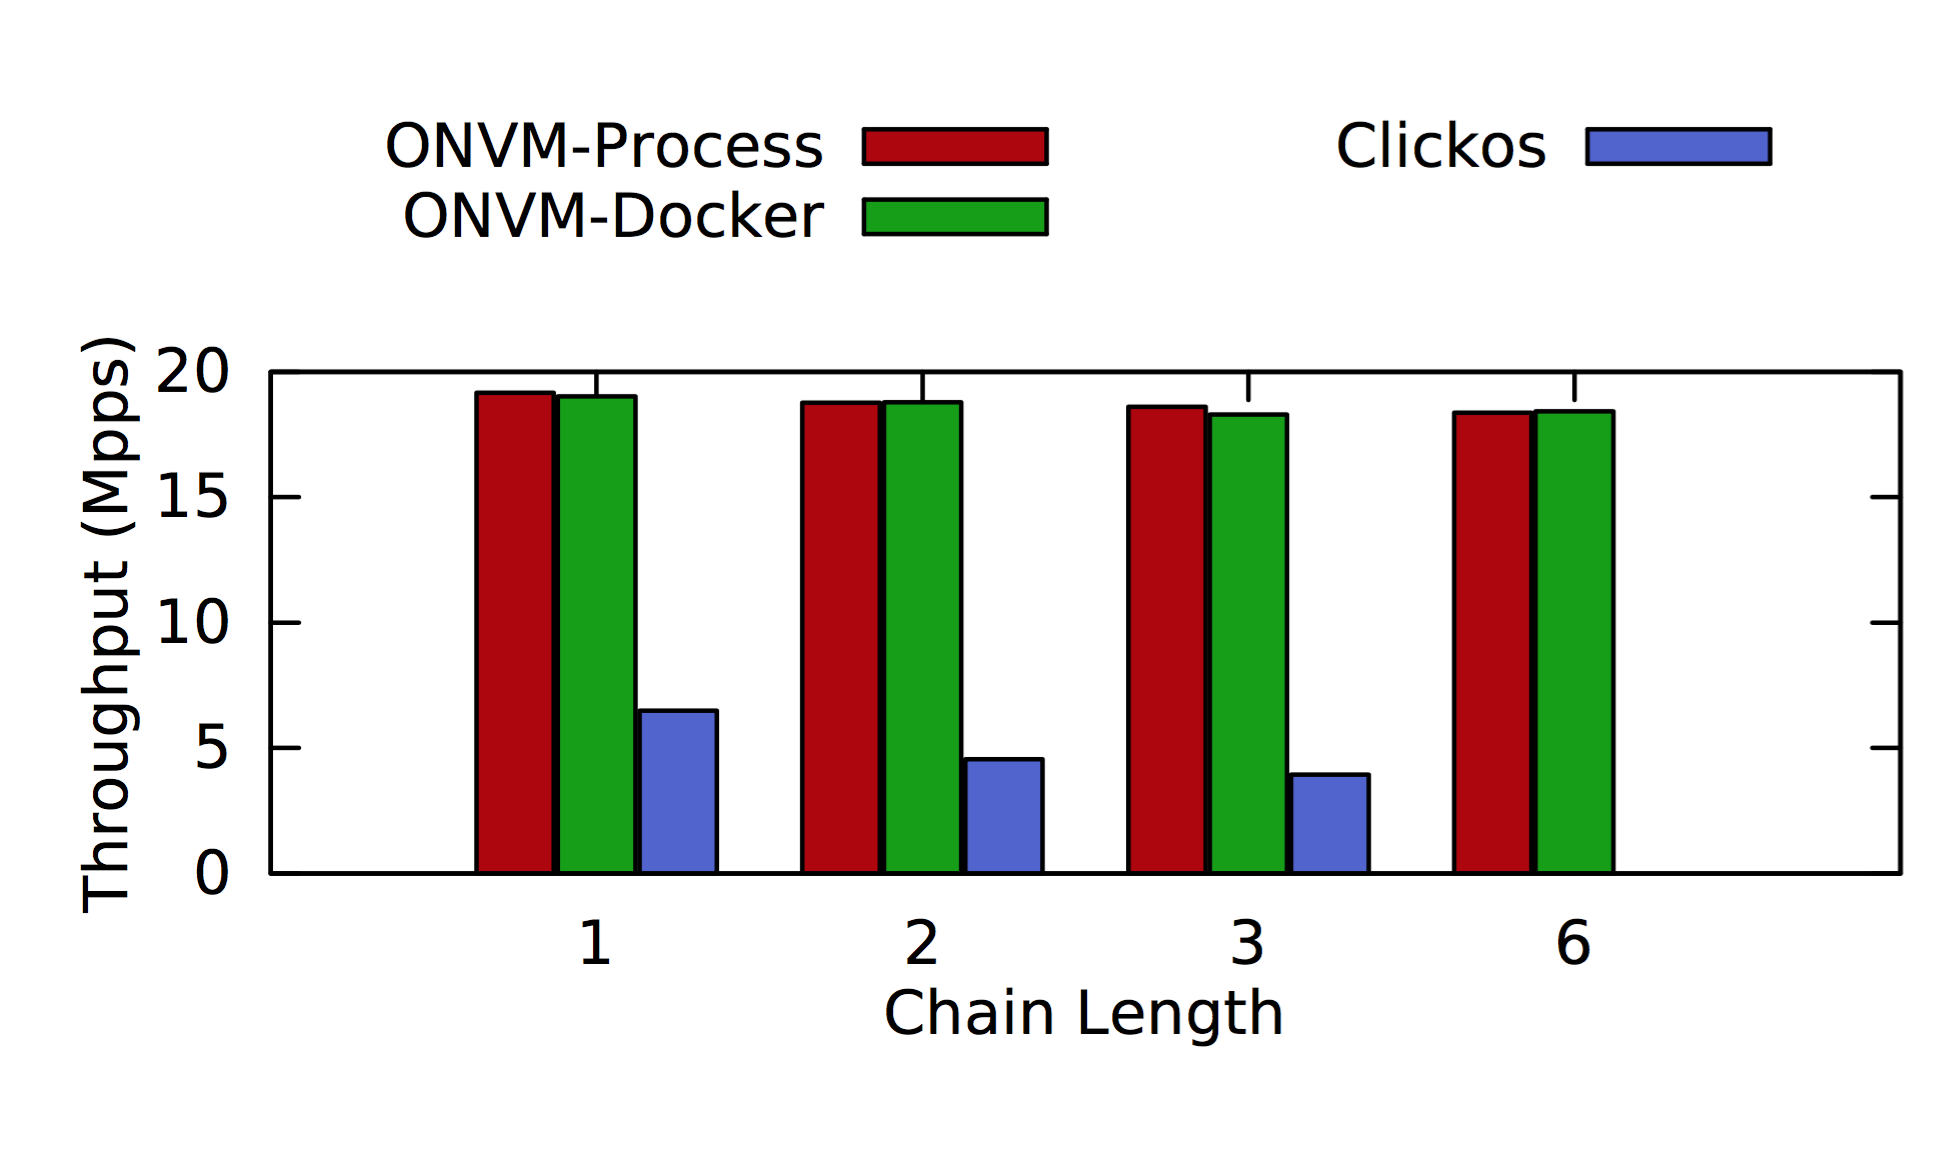 ONVM-Process
ONVM-Docker
Clickos
Throughput (Mpps)
20
15
10
5
0
1 2 3 6
Chain Length